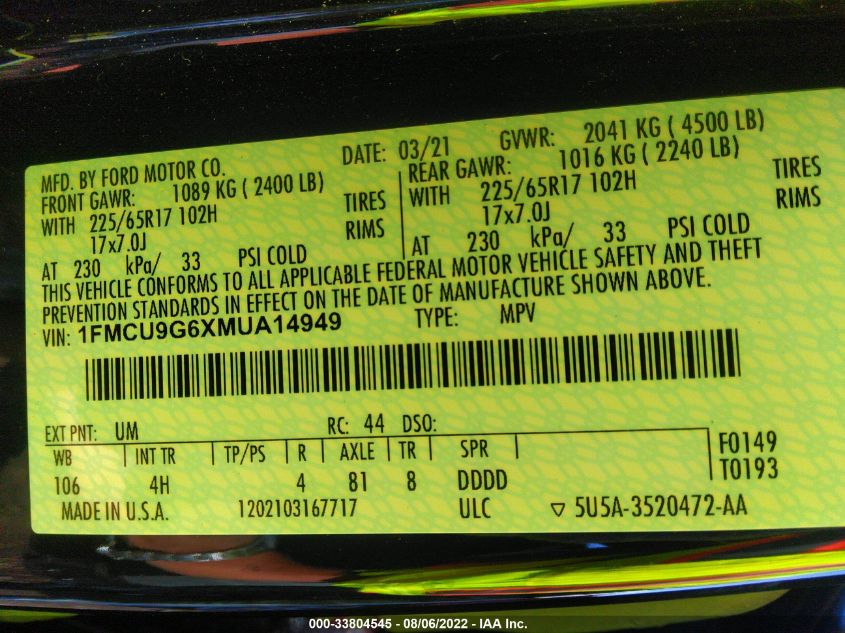 MFD. BY FORD MOTOR CO. DATE: 03/21 GVWR: 2041 KG ( 4500 LB)
FRONT GAWR: 1089 KG ( 2400 LB) REAR GAWR: 1016 KG ( 2240 LB)
WITH 225/65R17 102H TIRES WITH 225/65R17 102H TIRES
17x7.0J RIMS 17x7.0J RIMS
AT 230 kPa/ 33 PSI COLD AT 230 kPa/ 33 PSI COLD
THIS VEHICLE CONFORMS TO ALL APPLICABLE FEDERAL MOTOR VEHICLE SAFETY AND THEFT
PREVENTION STANDARDS IN EFFECT ON THE DATE OF MANUFACTURE SHOWN ABOVE.
VIN: 1FMCU9G6XMUA14949 TYPE: MPV
EXT PNT: UM RC: 44 DSO:
WB INT TR TP/PS R AXLE TR SPR F0149
106 4H 4 81 8 DDDD T0193
MADE IN U.S.A. 1202103167717 ULC ▽ 5U5A-3520472-AA
000-33804545 - 08/06/2022 - IAA Inc.